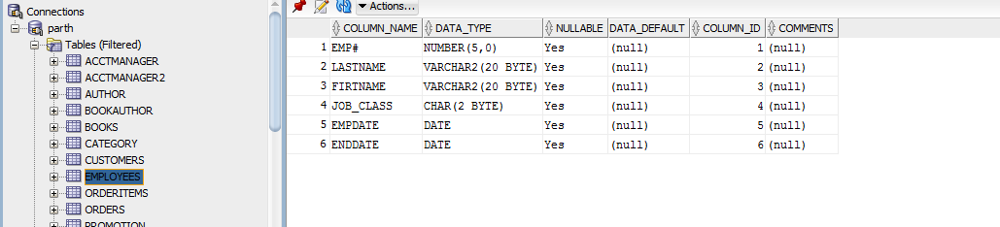 Connections
parth
Tables (Filtered)
ACCTMANAGER
ACCTMANAGER2
AUTHOR
BOOKAUTHOR
BOOKS
CATEGORY
CUSTOMERS
EMPLOYEES
ORDERITEMS
ORDERS
PROMOTION
Actions...
COLUMN_NAME DATA_TYPE NULLABLE DATA_DEFAULT COLUMN_ID COMMENTS
1 EMP# NUMBER(5,0) Yes (null) 1 (null)
2 LASTNAME VARCHAR2(20 BYTE) Yes (null) 2 (null)
3 FIRTNAME VARCHAR2(20 BYTE) Yes (null) 3 (null)
4 JOB_CLASS CHAR(2 BYTE) Yes (null) 4 (null)
5 EMPDATE DATE Yes (null) 5 (null)
6 ENDDATE DATE Yes (null) 6 (null)